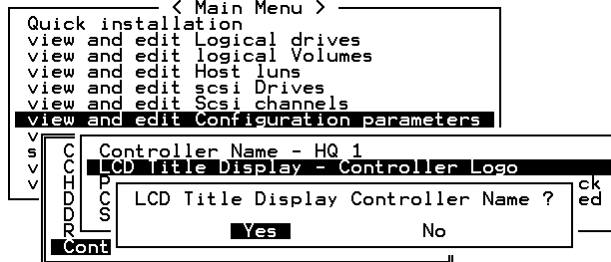 < Main Menu >
Quick installation
view and edit Logical drives
view and edit logical Volumes
view and edit Host luns
view and edit scsi Drives
view and edit Scsi channels
view and edit Configuration parameters
v
s C Controller Name - HQ 1
v C LCD Title Display - Controller Logo
v H P ck
D C LCD Title Display Controller Name ? ed
D S
R Yes No
Cont